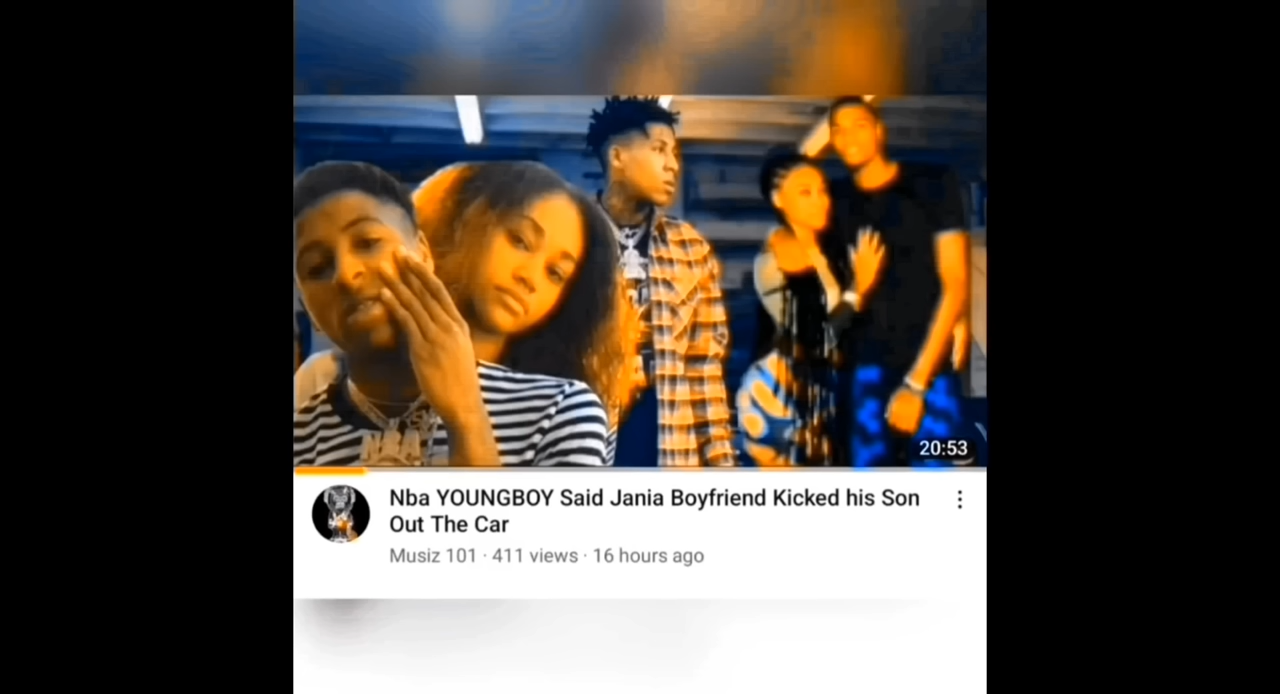 NBA
20:53
Nba YOUNGBOY Said Jania Boyfriend Kicked his Son
Out The Car
Musiz 101 · 411 views · 16 hours ago